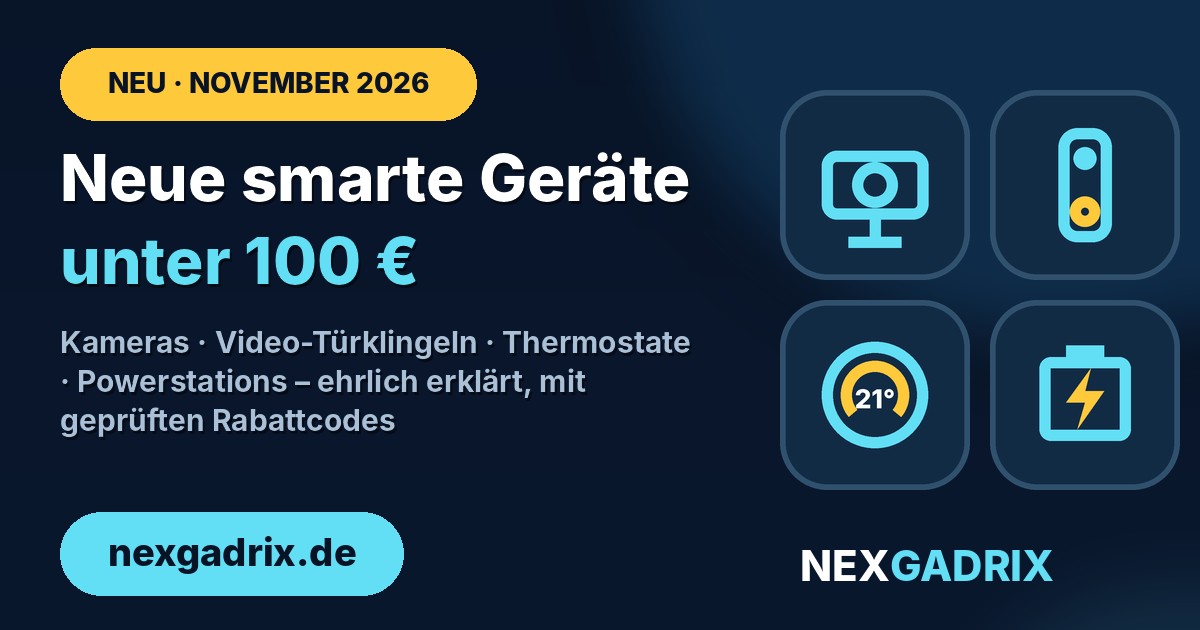 NEU · NOVEMBER 2026
Neue smarte Geräte
unter 100 €
Kameras · Video-Türklingeln · Thermostate
· Powerstations – ehrlich erklärt, mit
geprüften Rabattcodes
21°
nexgadrix.de
NEXGADRIX